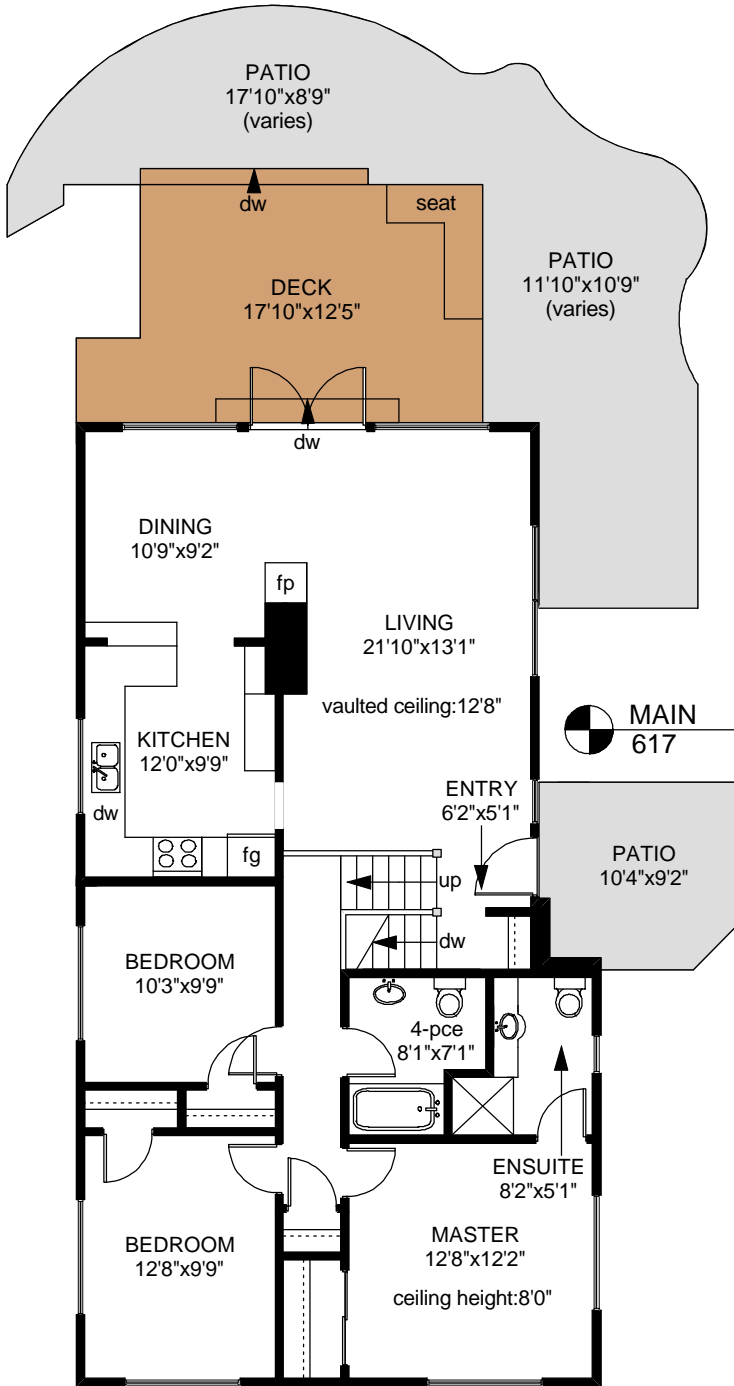 PATIO
17'10"x8'9"
(varies)
dw
seat
DECK
17'10"x12'5"
PATIO
11'10"x10'9"
(varies)
dw
DINING
10'9"x9'2"
fp
LIVING
21'10"x13'1"
vaulted ceiling:12'8"
MAIN
617
KITCHEN
12'0"x9'9"
dw
fg
ENTRY
6'2"x5'1"
PATIO
10'4"x9'2"
up
dw
BEDROOM
10'3"x9'9"
4-pce
8'1"x7'1"
ENSUITE
8'2"x5'1"
BEDROOM
12'8"x9'9"
MASTER
12'8"x12'2"
ceiling height:8'0"